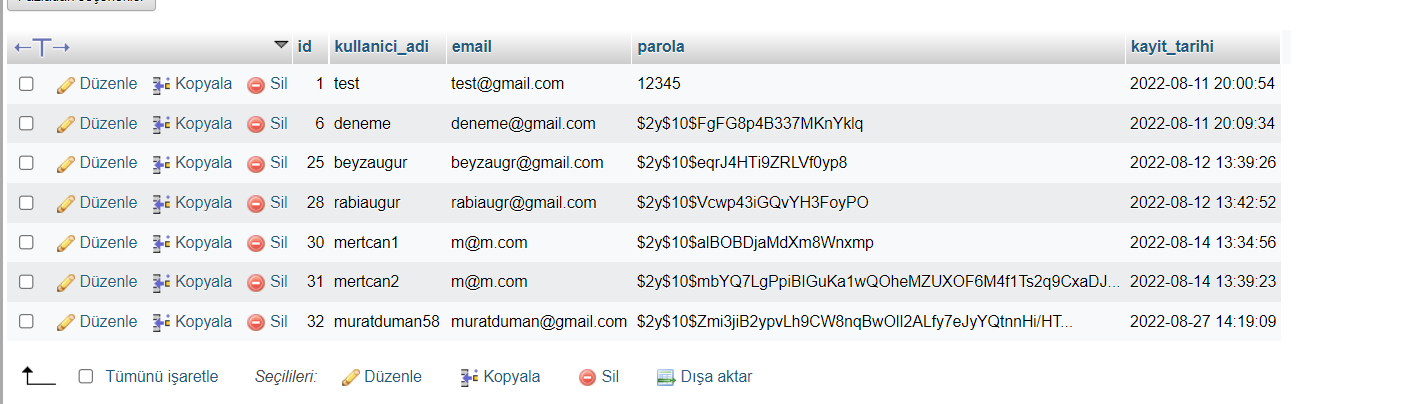 id kullanici_adi email parola kayit_tarihi
Düzenle Kopyala Sil 1 test test@gmail.com 12345 2022-08-11 20:00:54
Düzenle Kopyala Sil 6 deneme deneme@gmail.com $2y$10$FgFG8p4B337MKnYklq 2022-08-11 20:09:34
Düzenle Kopyala Sil 25 beyzaugur beyzaugr@gmail.com $2y$10$eqrJ4HTi9ZRLVf0yp8 2022-08-12 13:39:26
Düzenle Kopyala Sil 28 rabiaugur rabiaugr@gmail.com $2y$10$Vcwp43iGQvYH3FoyPO 2022-08-12 13:42:52
Düzenle Kopyala Sil 30 mertcan1 m@m.com $2y$10$alBOBDjaMdXm8Wnxmp 2022-08-14 13:34:56
Düzenle Kopyala Sil 31 mertcan2 m@m.com $2y$10$mbYQ7LgPpiBIGuKa1wQOheMZUXOF6M4f1Ts2q9CxaDJ... 2022-08-14 13:39:23
Düzenle Kopyala Sil 32 muratduman58 muratduman@gmail.com $2y$10$Zmi3jiB2ypvLh9CW8nqBwOll2ALfy7eJyYQtnnHi/HT... 2022-08-27 14:19:09
Tümünü işaretle Seçilileri: Düzenle Kopyala Sil Dışa aktar